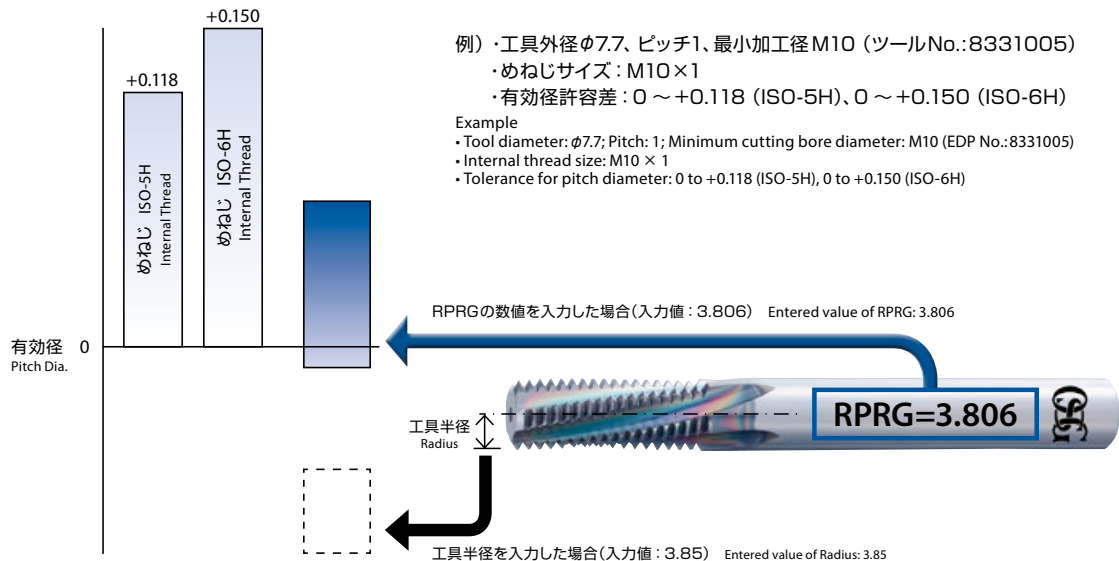 +0.118
+0.150
めねじ ISO-5H
Internal Thread
めねじ ISO-6H
Internal Thread
例）・工具外径φ7.7、ピッチ1、最小加工径M10（ツールNo.:8331005）
・めねじサイズ：M10×1
・有効径許容差：0 ～+0.118（ISO-5H）、0 ～+0.150（ISO-6H）
Example
• Tool diameter: φ7.7; Pitch: 1; Minimum cutting bore diameter: M10 (EDP No.:8331005)
• Internal thread size: M10 × 1
• Tolerance for pitch diameter: 0 to +0.118 (ISO-5H), 0 to +0.150 (ISO-6H)
RPRGの数値を入力した場合（入力値：3.806） Entered value of RPRG: 3.806
有効径 0
Pitch Dia.
工具半径
Radius
RPRG=3.806
OSG
工具半径を入力した場合（入力値：3.85） Entered value of Radius: 3.85